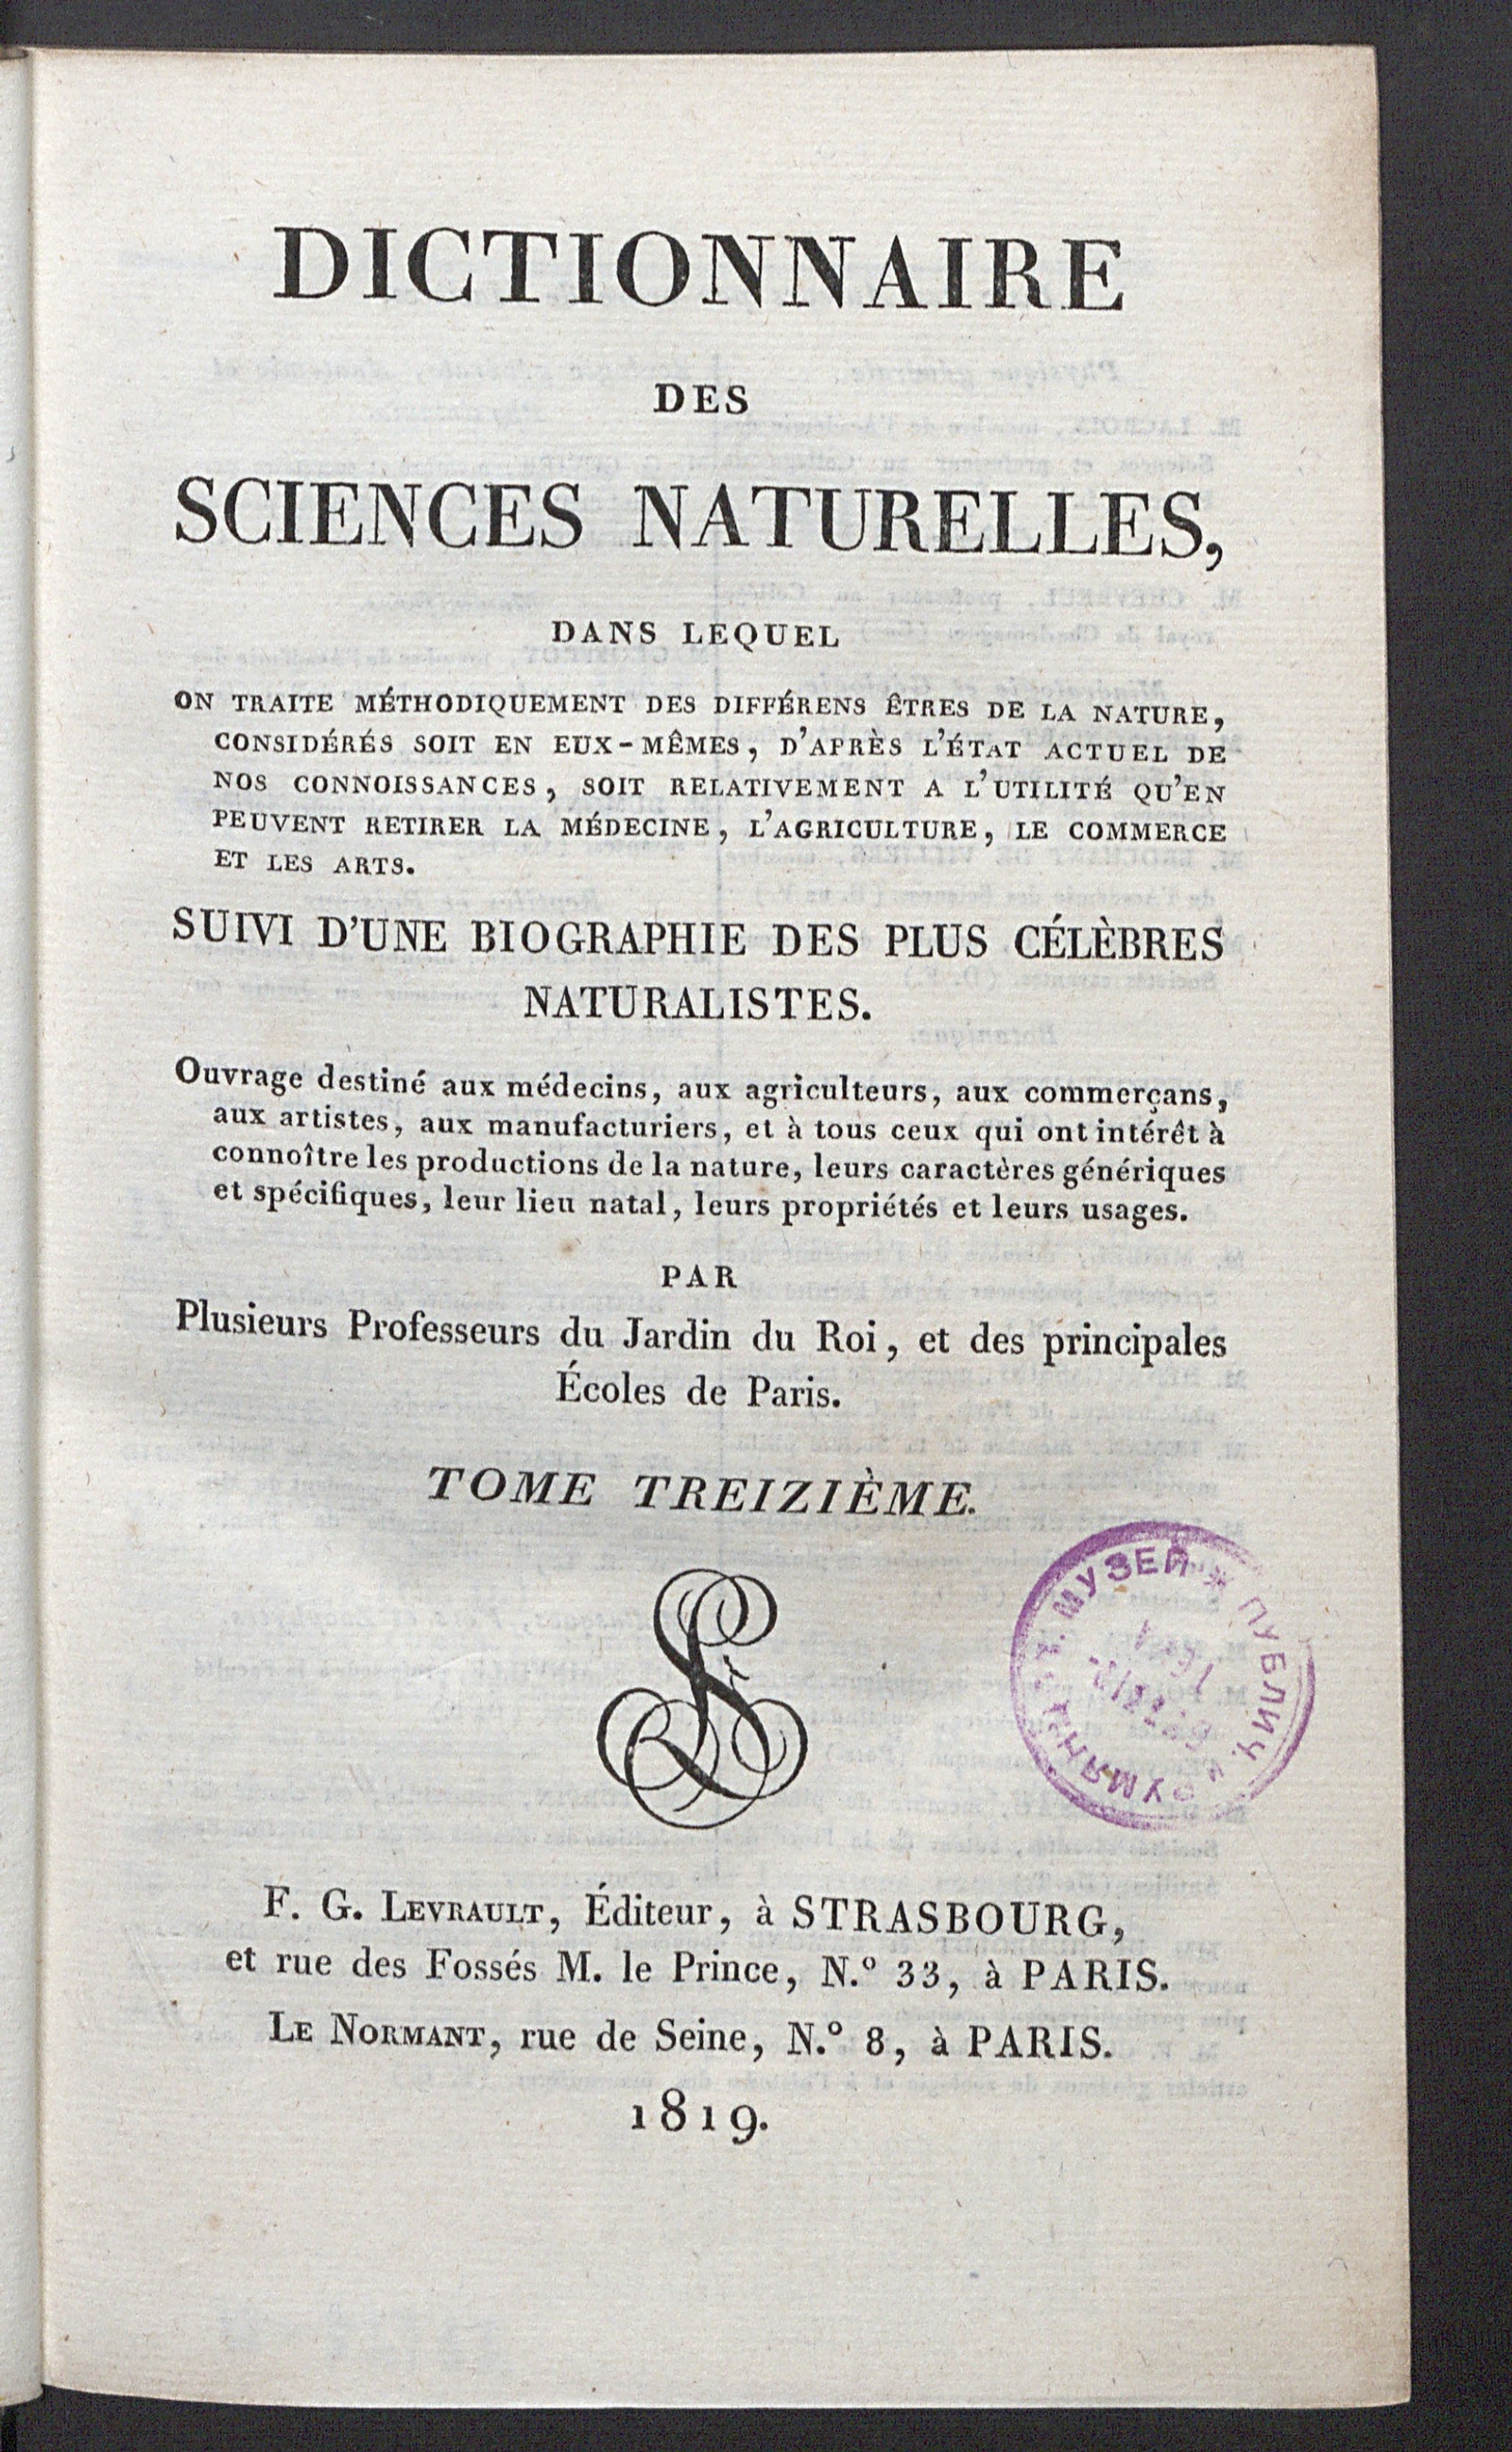 DICTIONNAIRE
DES
SCIENCES NATURELLES,
DANS LEQUEL
ON TRAITE MÉTHODIQUEMENT DES DIFFÉRENS ÊTRES DE LA NATURE,
CONSIDÉRÉS SOIT EN EUX-MÊMES, D'APRÈS L'ÉTAT ACTUEL DE
NOS CONNOISSANCES, SOIT RELATIVEMENT A L'UTILITÉ QU'EN
PEUVENT RETIRER LA MÉDECINE, L'AGRICULTURE, LE COMMERCE
ET LES ARTS.
SUIVI D'UNE BIOGRAPHIE DES PLUS CÉLÈBRES
NATURALISTES.
Ouvrage destiné aux médecins, aux agriculteurs, aux commerçans,
aux artistes, aux manufacturiers, et à tous ceux qui ont intérêt à
connoître les productions de la nature, leurs caractères génériques
et spécifiques, leur lieu natal, leurs propriétés et leurs usages.
PAR
Plusieurs Professeurs du Jardin du Roi, et des principales
Écoles de Paris.
TOME TREIZIÈME.
МУЗЕЙ * ПУБЛИЧ.
F. G. LEVRAULT, Éditeur, à STRASBOURG,
et rue des Fossés M. le Prince, N.º 33, à PARIS.
LE NORMANT, rue de Seine, N.º 8, à PARIS.
1819.